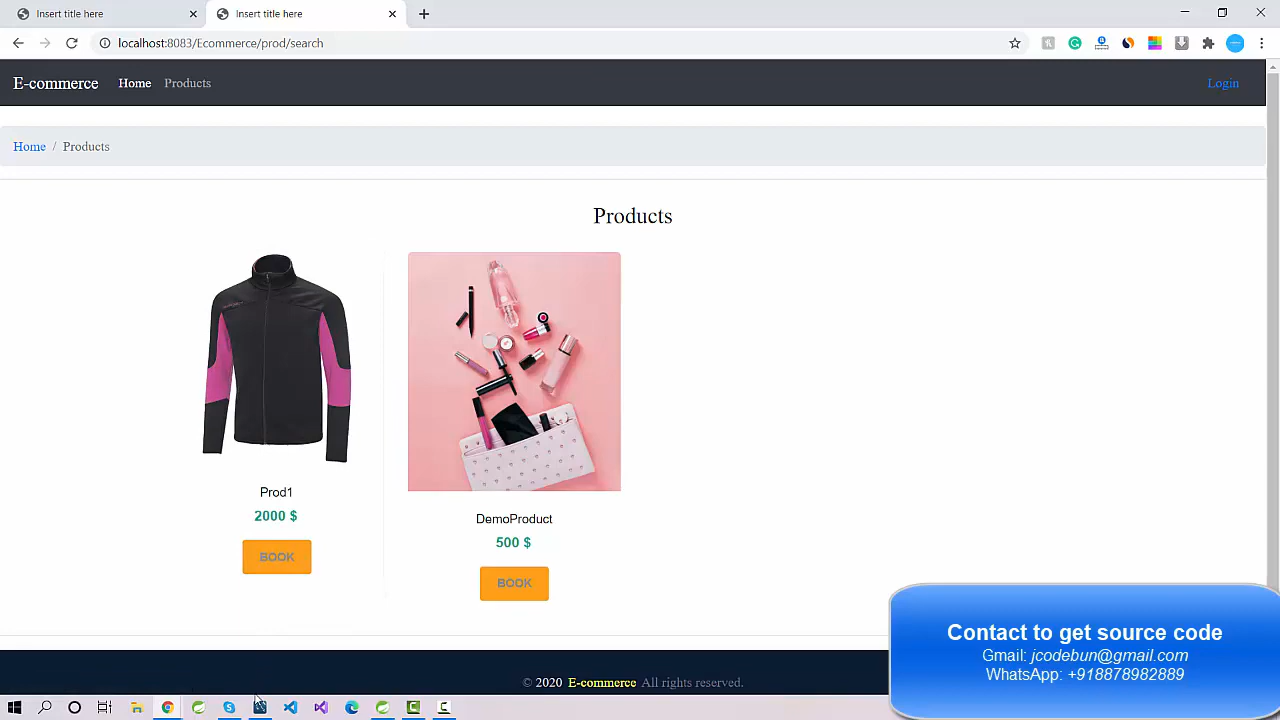 Insert title here
Insert title here
localhost:8083/Ecommerce/prod/search
E-commerce Home Products Login
Home / Products
Products
Prod1
2000 $
BOOK
DemoProduct
500 $
BOOK
Contact to get source code
Gmail: jcodebun@gmail.com
WhatsApp: +918878982889
© 2020 E-commerce All rights reserved.